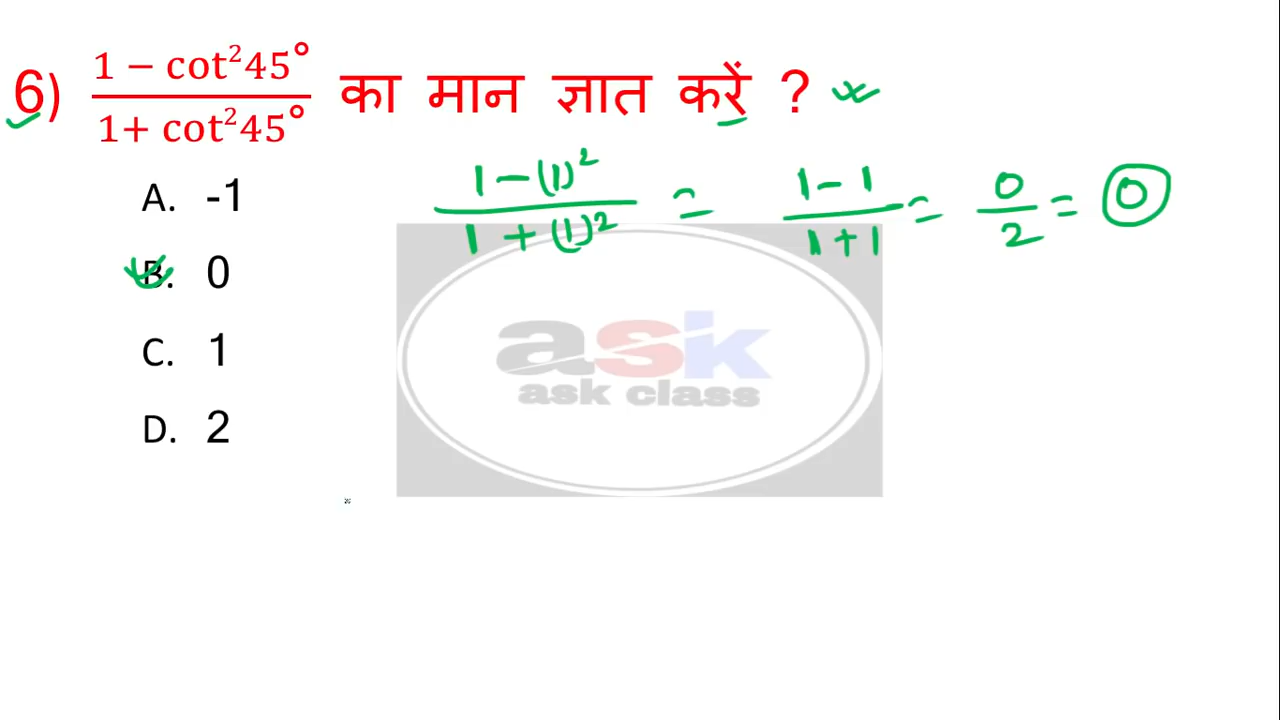 6) (1 − cot²45°)/(1+ cot²45°) का मान ज्ञात करें ?
(1 − (1)²)/(1 + (1)²) = (1 − 1)/(1 + 1) = 0/2 = 0
A. -1
B. 0
C. 1
D. 2
ask
ask class